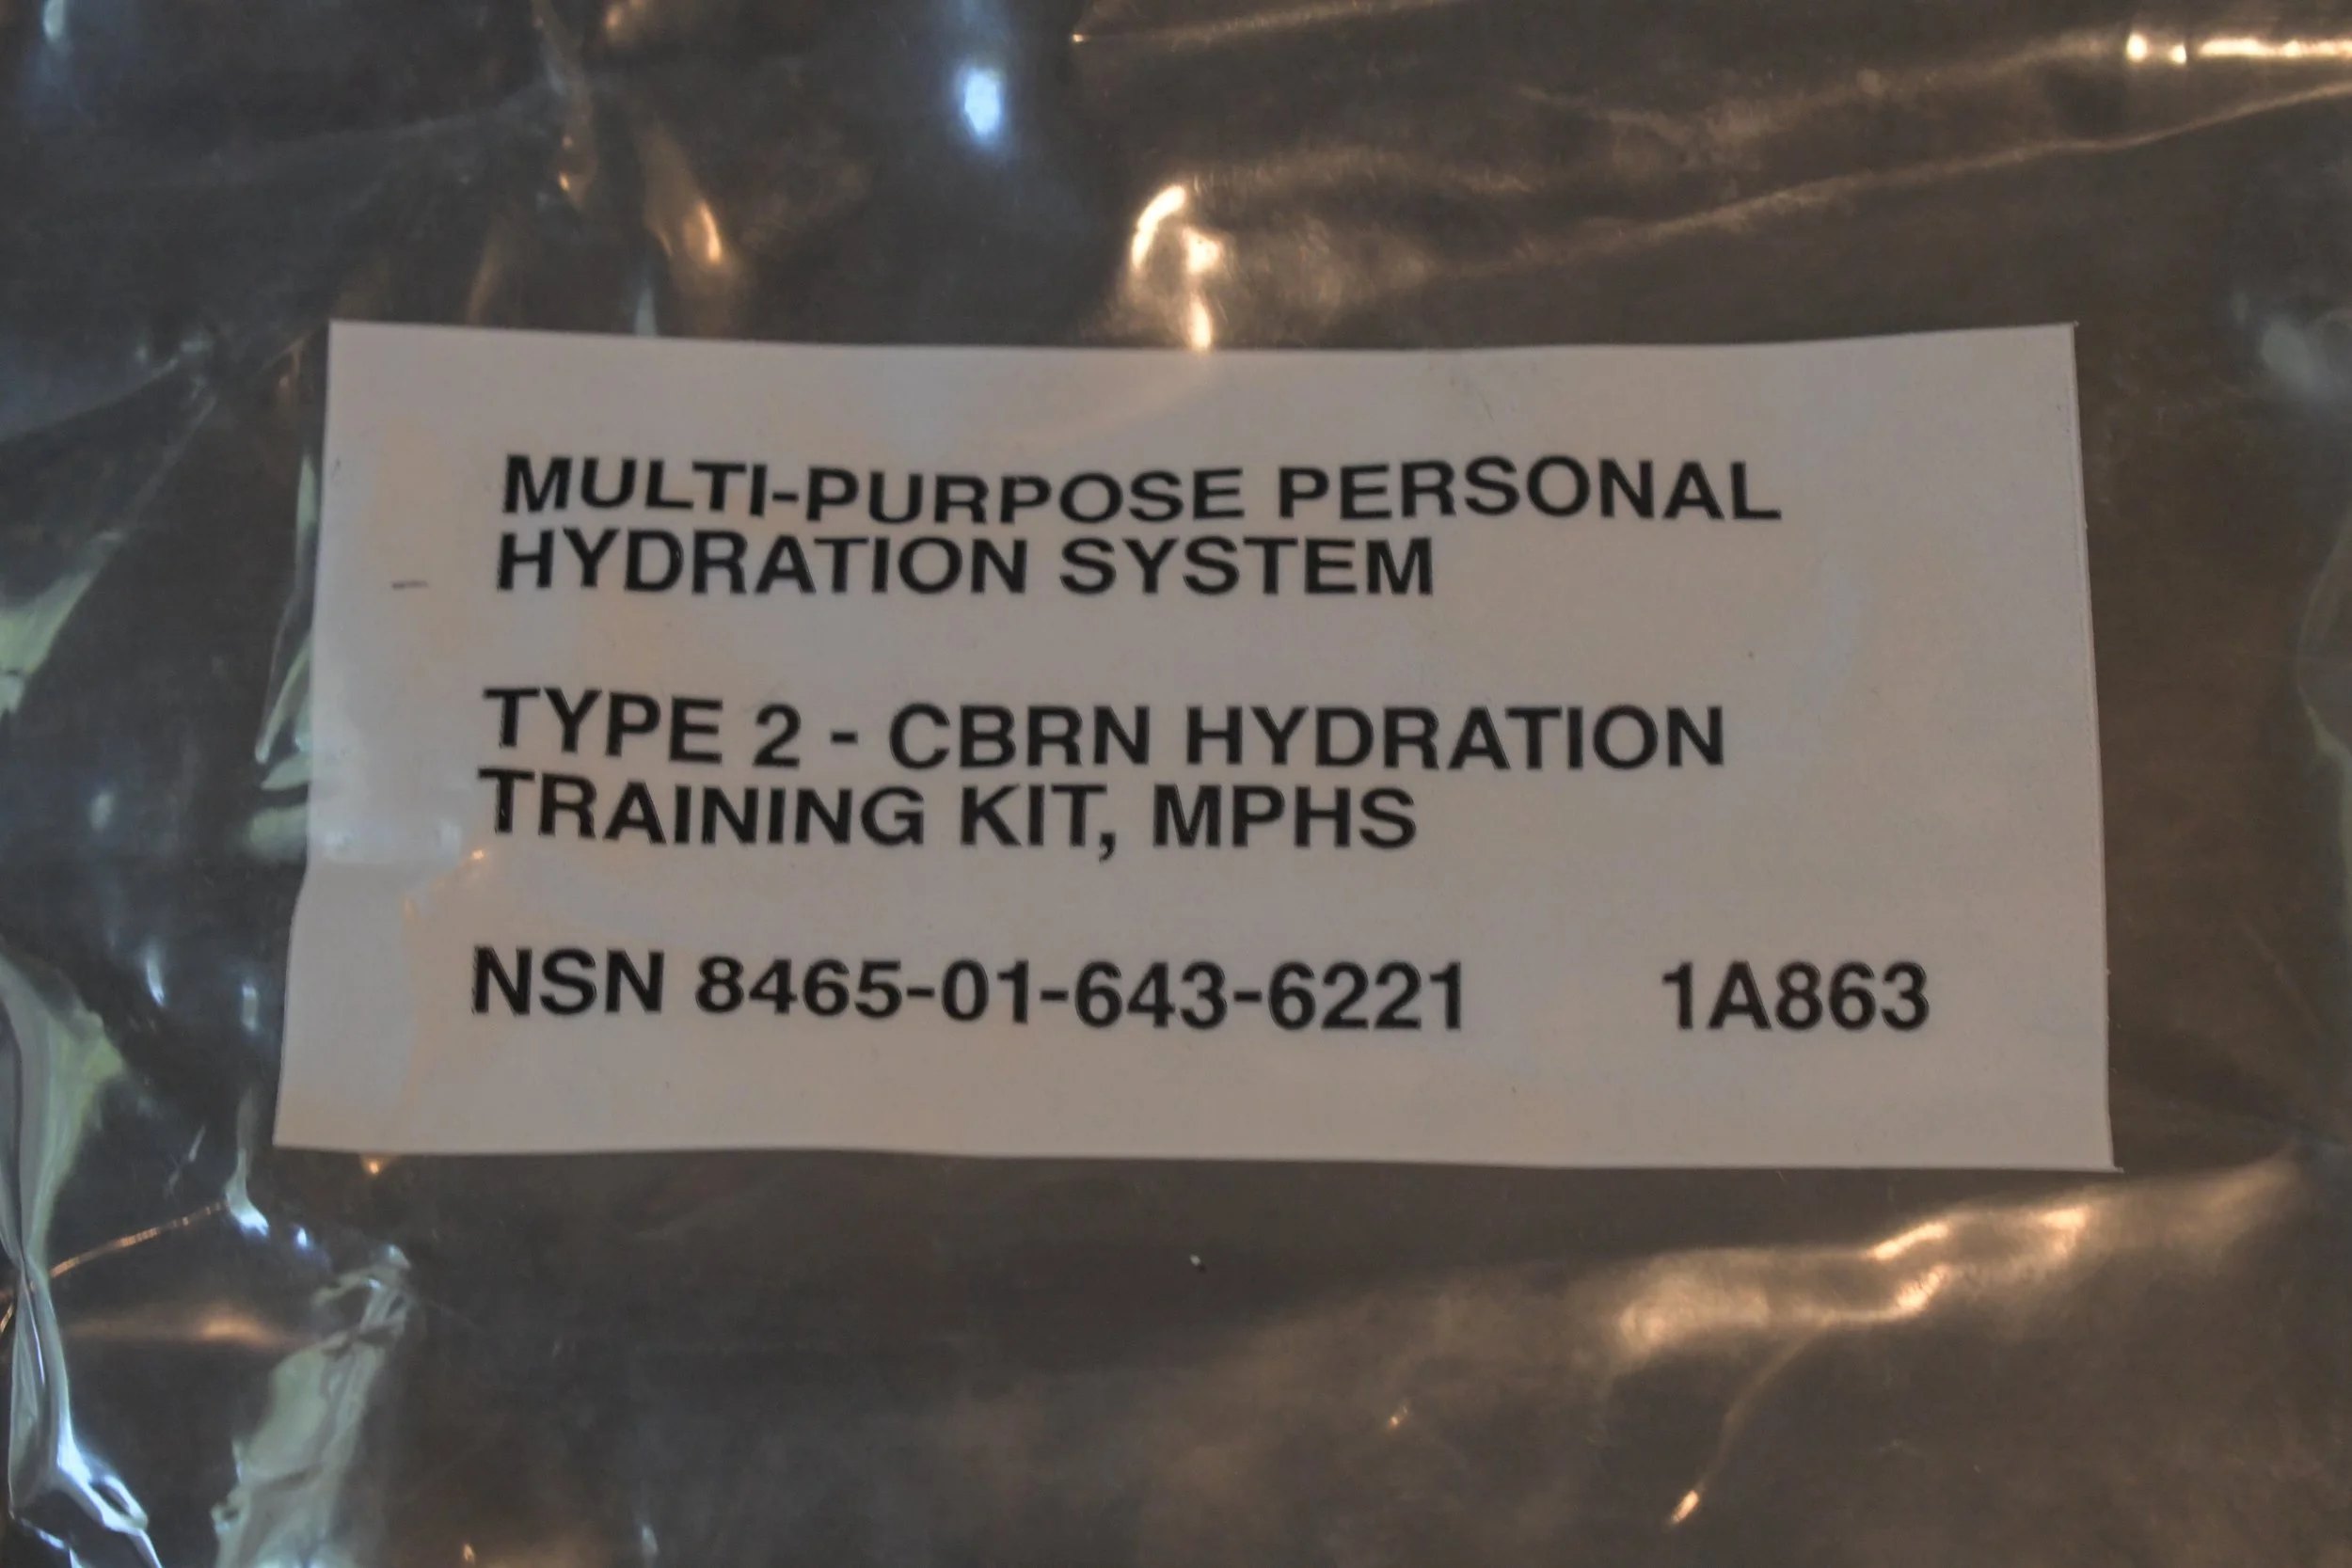 MULTI-PURPOSE PERSONAL
HYDRATION SYSTEM
TYPE 2 - CBRN HYDRATION
TRAINING KIT, MPHS
NSN 8465-01-643-6221 1A863